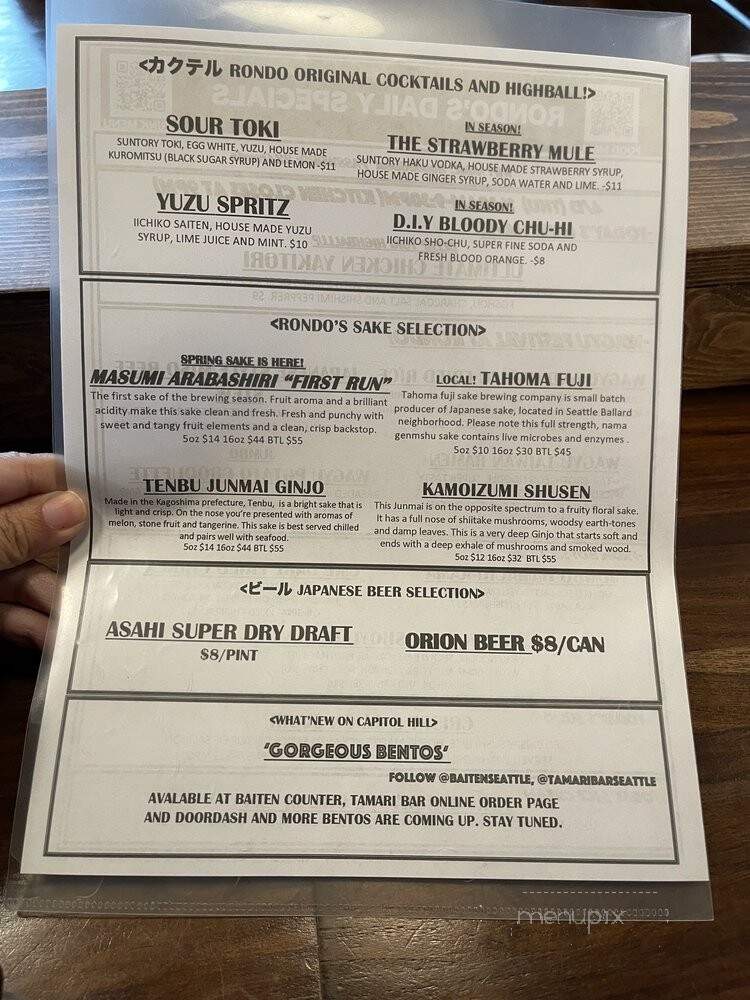 <カクテル RONDO ORIGINAL COCKTAILS AND HIGHBALL!>
SOUR TOKI
SUNTORY TOKI, EGG WHITE, YUZU, HOUSE MADE
KUROMITSU (BLACK SUGAR SYRUP) AND LEMON -$11
IN SEASON!
THE STRAWBERRY MULE
SUNTORY HAKU VODKA, HOUSE MADE STRAWBERRY SYRUP,
HOUSE MADE GINGER SYRUP, SODA WATER AND LIME. -$11
YUZU SPRITZ
IICHIKO SAITEN, HOUSE MADE YUZU
SYRUP, LIME JUICE AND MINT. $10
IN SEASON!
D.I.Y BLOODY CHU-HI
IICHIKO SHO-CHU, SUPER FINE SODA AND
FRESH BLOOD ORANGE. -$8
<RONDO'S SAKE SELECTION>
SPRING SAKE IS HERE!
MASUMI ARABASHIRI "FIRST RUN"
The first sake of the brewing season. Fruit aroma and a brilliant
acidity make this sake clean and fresh. Fresh and punchy with
sweet and tangy fruit elements and a clean, crisp backstop.
5oz $14 16oz $44 BTL $55
LOCAL! TAHOMA FUJI
Tahoma fuji sake brewing company is small batch
producer of Japanese sake, located in Seattle Ballard
neighborhood. Please note this full strength, nama
genmshu sake contains live microbes and enzymes .
5oz $10 16oz $30 BTL $45
TENBU JUNMAI GINJO
Made in the Kagoshima prefecture, Tenbu, is a bright sake that is
light and crisp. On the nose you're presented with aromas of
melon, stone fruit and tangerine. This sake is best served chilled
and pairs well with seafood.
5oz $14 16oz $44 BTL $55
KAMOIZUMI SHUSEN
This Junmai is on the opposite spectrum to a fruity floral sake.
It has a full nose of shiitake mushrooms, woodsy earth-tones
and damp leaves. This is a very deep Ginjo that starts soft and
ends with a deep exhale of mushrooms and smoked wood.
5oz $12 16oz $32 BTL $55
<ビール JAPANESE BEER SELECTION>
ASAHI SUPER DRY DRAFT
$8/PINT
ORION BEER $8/CAN
<WHAT'NEW ON CAPITOL HILL>
'GORGEOUS BENTOS'
FOLLOW @BAITENSEATTLE, @TAMARIBARSEATTLE
AVALABLE AT BAITEN COUNTER, TAMARI BAR ONLINE ORDER PAGE
AND DOORDASH AND MORE BENTOS ARE COMING UP. STAY TUNED.
menupix